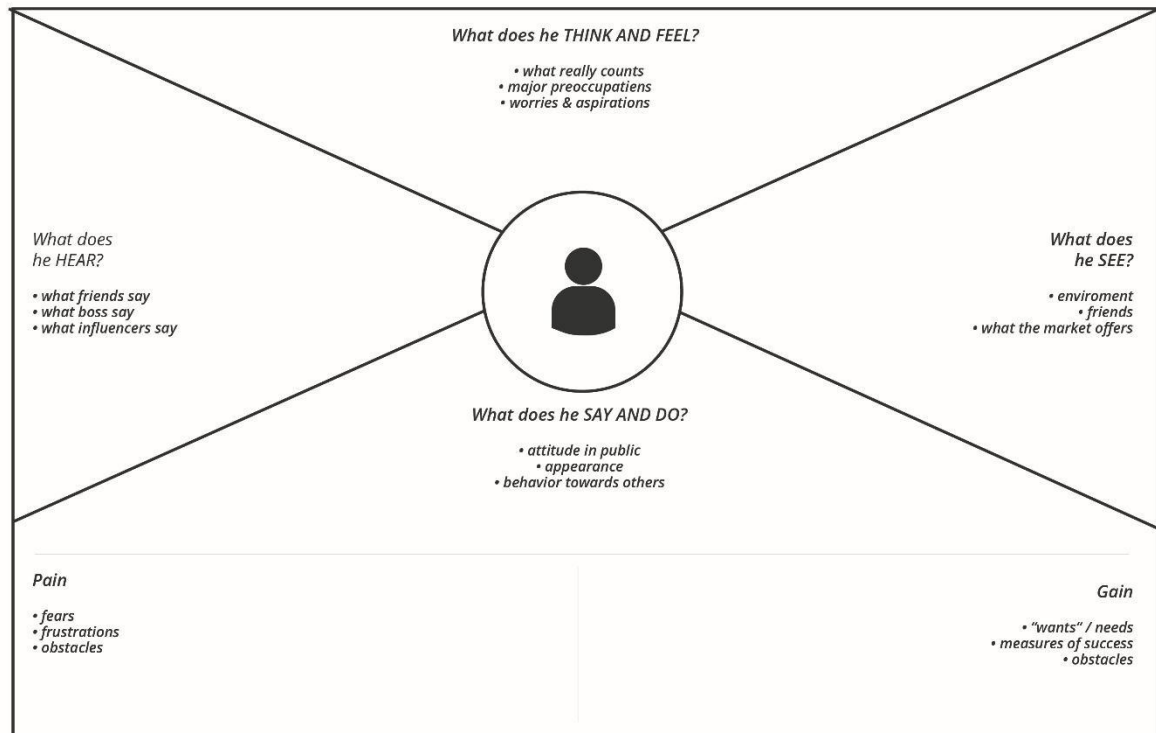 What does he THINK AND FEEL?
• what really counts
• major preoccupatiens
• worries & aspirations
What does
he HEAR?
• what friends say
• what boss say
• what influencers say
What does
he SEE?
• enviroment
• friends
• what the market offers
What does he SAY AND DO?
• attitude in public
• appearance
• behavior towards others
Pain
• fears
• frustrations
• obstacles
Gain
• “wants” / needs
• measures of success
• obstacles